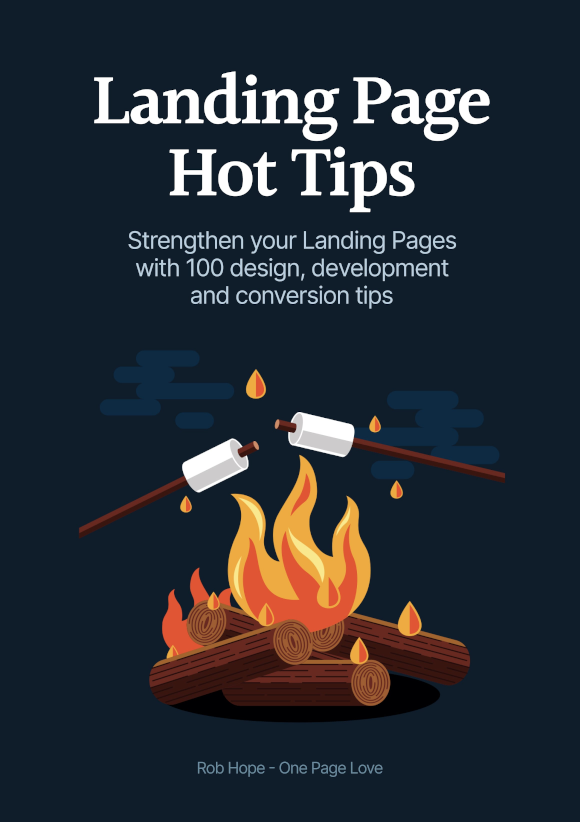 Landing Page
Hot Tips
Strengthen your Landing Pages
with 100 design, development
and conversion tips
Rob Hope - One Page Love